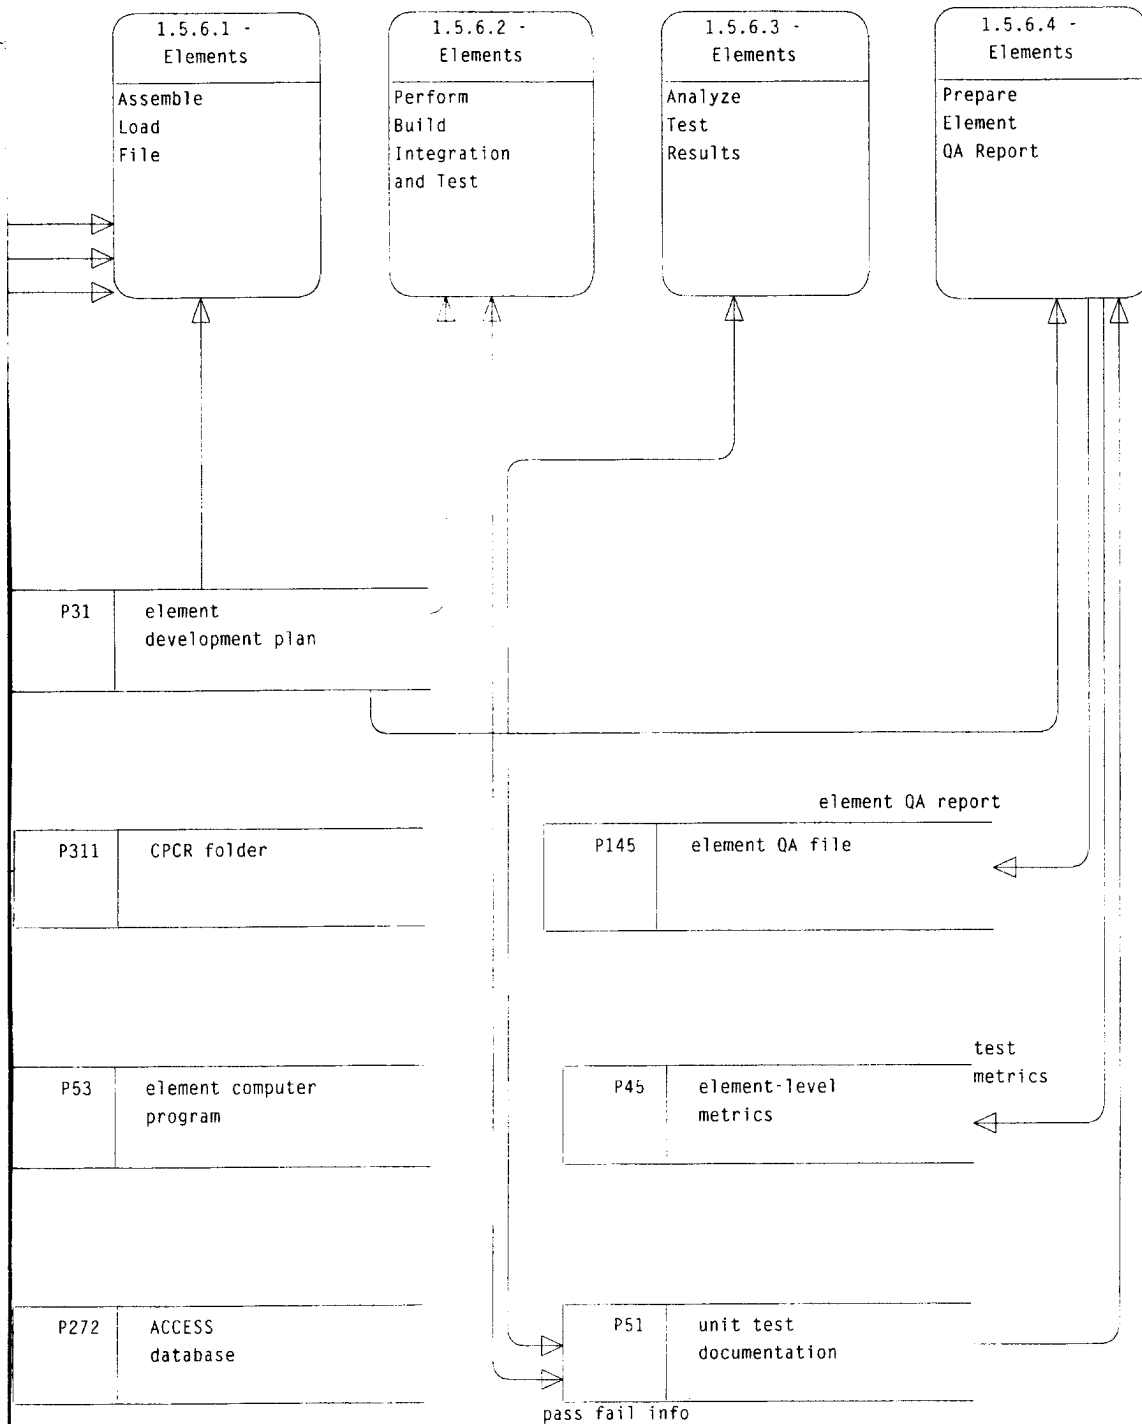 1.5.6.1 -
Elements
Assemble
Load
File
1.5.6.2 -
Elements
Perform
Build
Integration
and Test
1.5.6.3 -
Elements
Analyze
Test
Results
1.5.6.4 -
Elements
Prepare
Element
QA Report
P31
element
development plan
element QA report
P311
CPCR folder
P145
element QA file
test
metrics
P53
element computer
program
P45
element-level
metrics
P272
ACCESS
database
P51
unit test
documentation
pass fail info